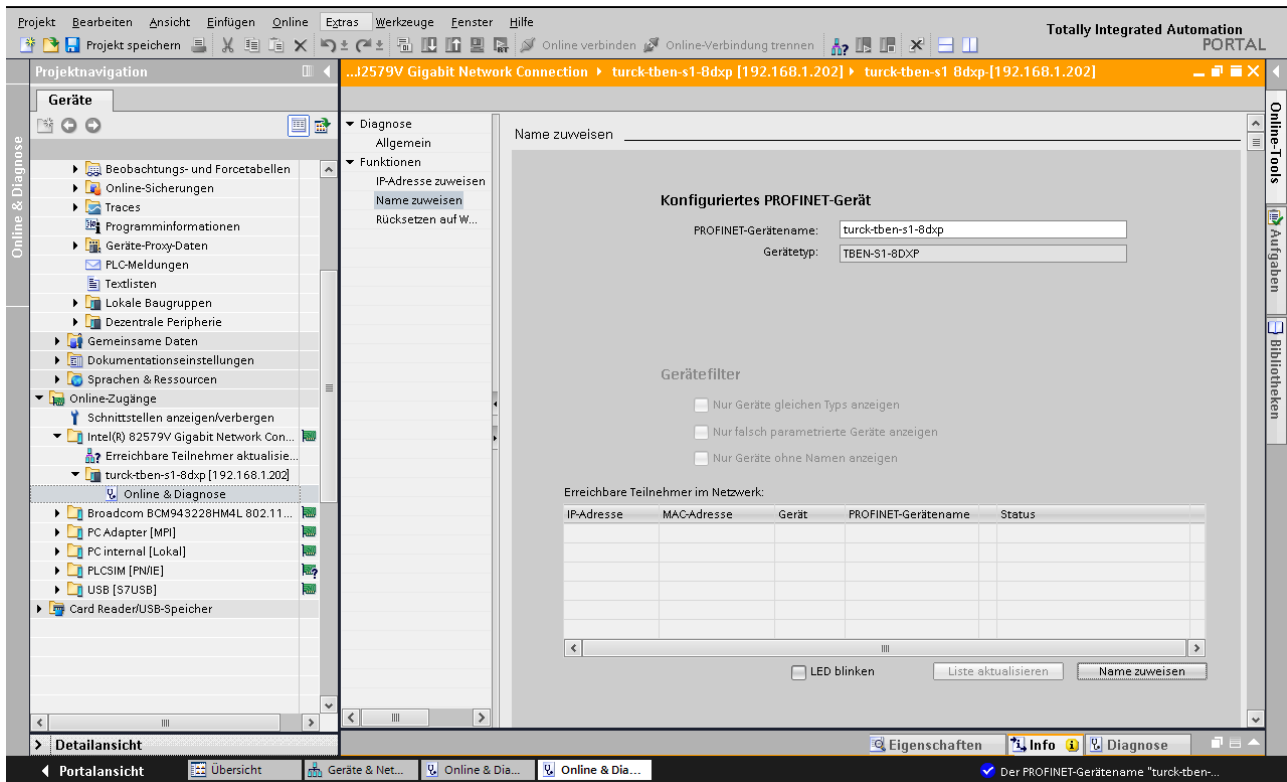 Projekt Bearbeiten Ansicht Einfügen Online Extras Werkzeuge Fenster Hilfe
Totally Integrated Automation
PORTAL
Projekt speichern
Online verbinden
Online-Verbindung trennen
Projektnavigation
...J2579V Gigabit Network Connection turck-tben-s1-8dxp [192.168.1.202] turck-tben-s1 8dxp-[192.168.1.202]
Geräte
Online & Diagnose
Beobachtungs- und Forcetabellen
Online-Sicherungen
Traces
Programminformationen
Geräte-Proxy-Daten
PLC-Meldungen
Textlisten
Lokale Baugruppen
Dezentrale Peripherie
Gemeinsame Daten
Dokumentationseinstellungen
Sprachen & Ressourcen
Online-Zugänge
Schnittstellen anzeigen/verbergen
Intel(R) 82579V Gigabit Network Con...
Erreichbare Teilnehmer aktualisie...
turck-tben-s1-8dxp [192.168.1.202]
Online & Diagnose
Broadcom BCM943228HM4L 802.11...
PC Adapter [MPI]
PC internal [Lokal]
PLCSIM [PN/IE]
USB [S7USB]
Card Reader/USB-Speicher
Detailansicht
Diagnose
Allgemein
Funktionen
IP-Adresse zuweisen
Name zuweisen
Rücksetzen auf W...
Name zuweisen
Konfiguriertes PROFINET-Gerät
PROFINET-Gerätename: turck-tben-s1-8dxp
Gerätetyp: TBEN-S1-8DXP
Gerätefilter
Nur Geräte gleichen Typs anzeigen
Nur falsch parametrierte Geräte anzeigen
Nur Geräte ohne Namen anzeigen
Erreichbare Teilnehmer im Netzwerk:
IP-Adresse MAC-Adresse Gerät PROFINET-Gerätename Status
LED blinken
Liste aktualisieren
Name zuweisen
Online-Tools
Aufgaben
Bibliotheken
Eigenschaften
Info
Diagnose
Portalansicht
Übersicht
Geräte & Net...
Online & Dia...
Online & Dia...
Der PROFINET-Gerätename "turck-tben-...